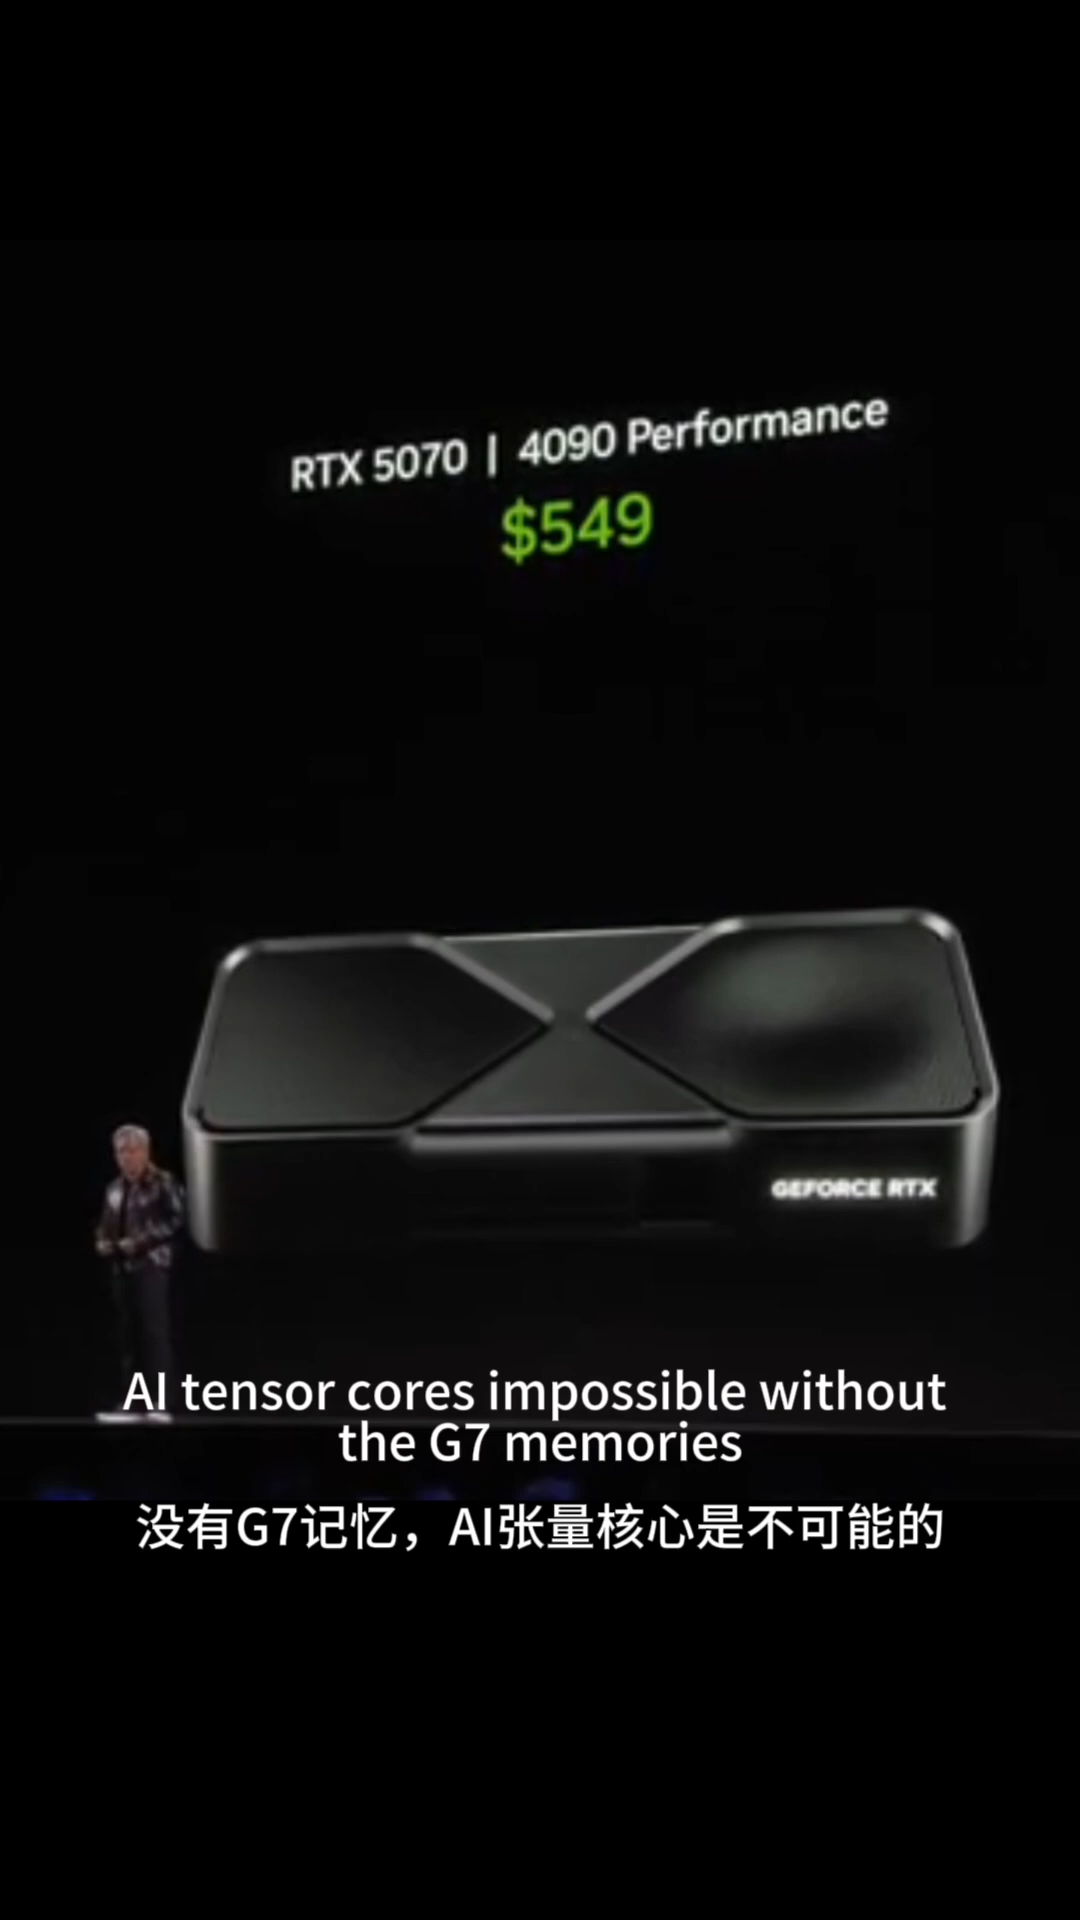 RTX 5070 | 4090 Performance
$549
GEFORCE RTX
AI tensor cores impossible without
the G7 memories
没有G7记忆，AI张量核心是不可能的